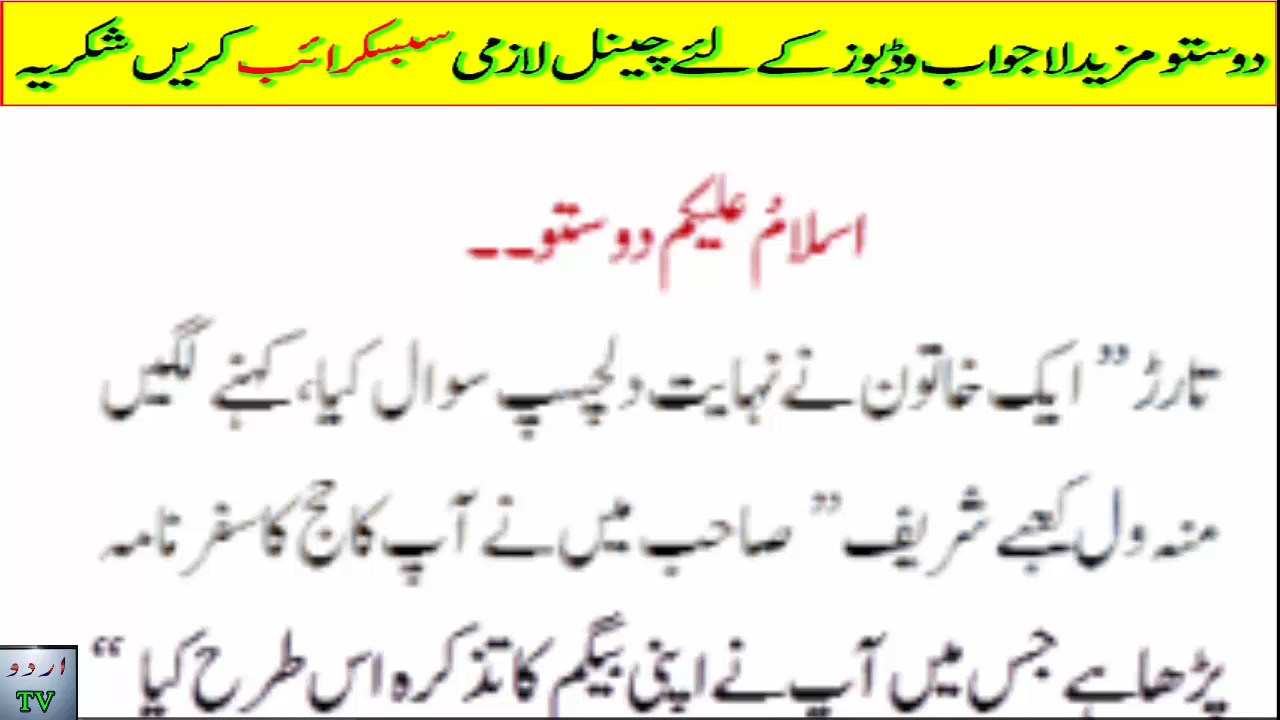 دوستو مزید لاجواب وڈیوز کے لئے چینل لازمی سبسکرائب کریں شکریہ
اسلامُ علیکم دوستو۔۔
تارڑ ” ایک خاتون نے نہایت دلچسپ سوال کیا، کہنے لگیں
منہ ول کعبے شریف ” صاحب میں نے آپ کا حج کا سفر نامہ
پڑھا ہے جس میں آپ نے اپنی بیگم کا تذکرہ اس طرح کیا “
اردو
TV